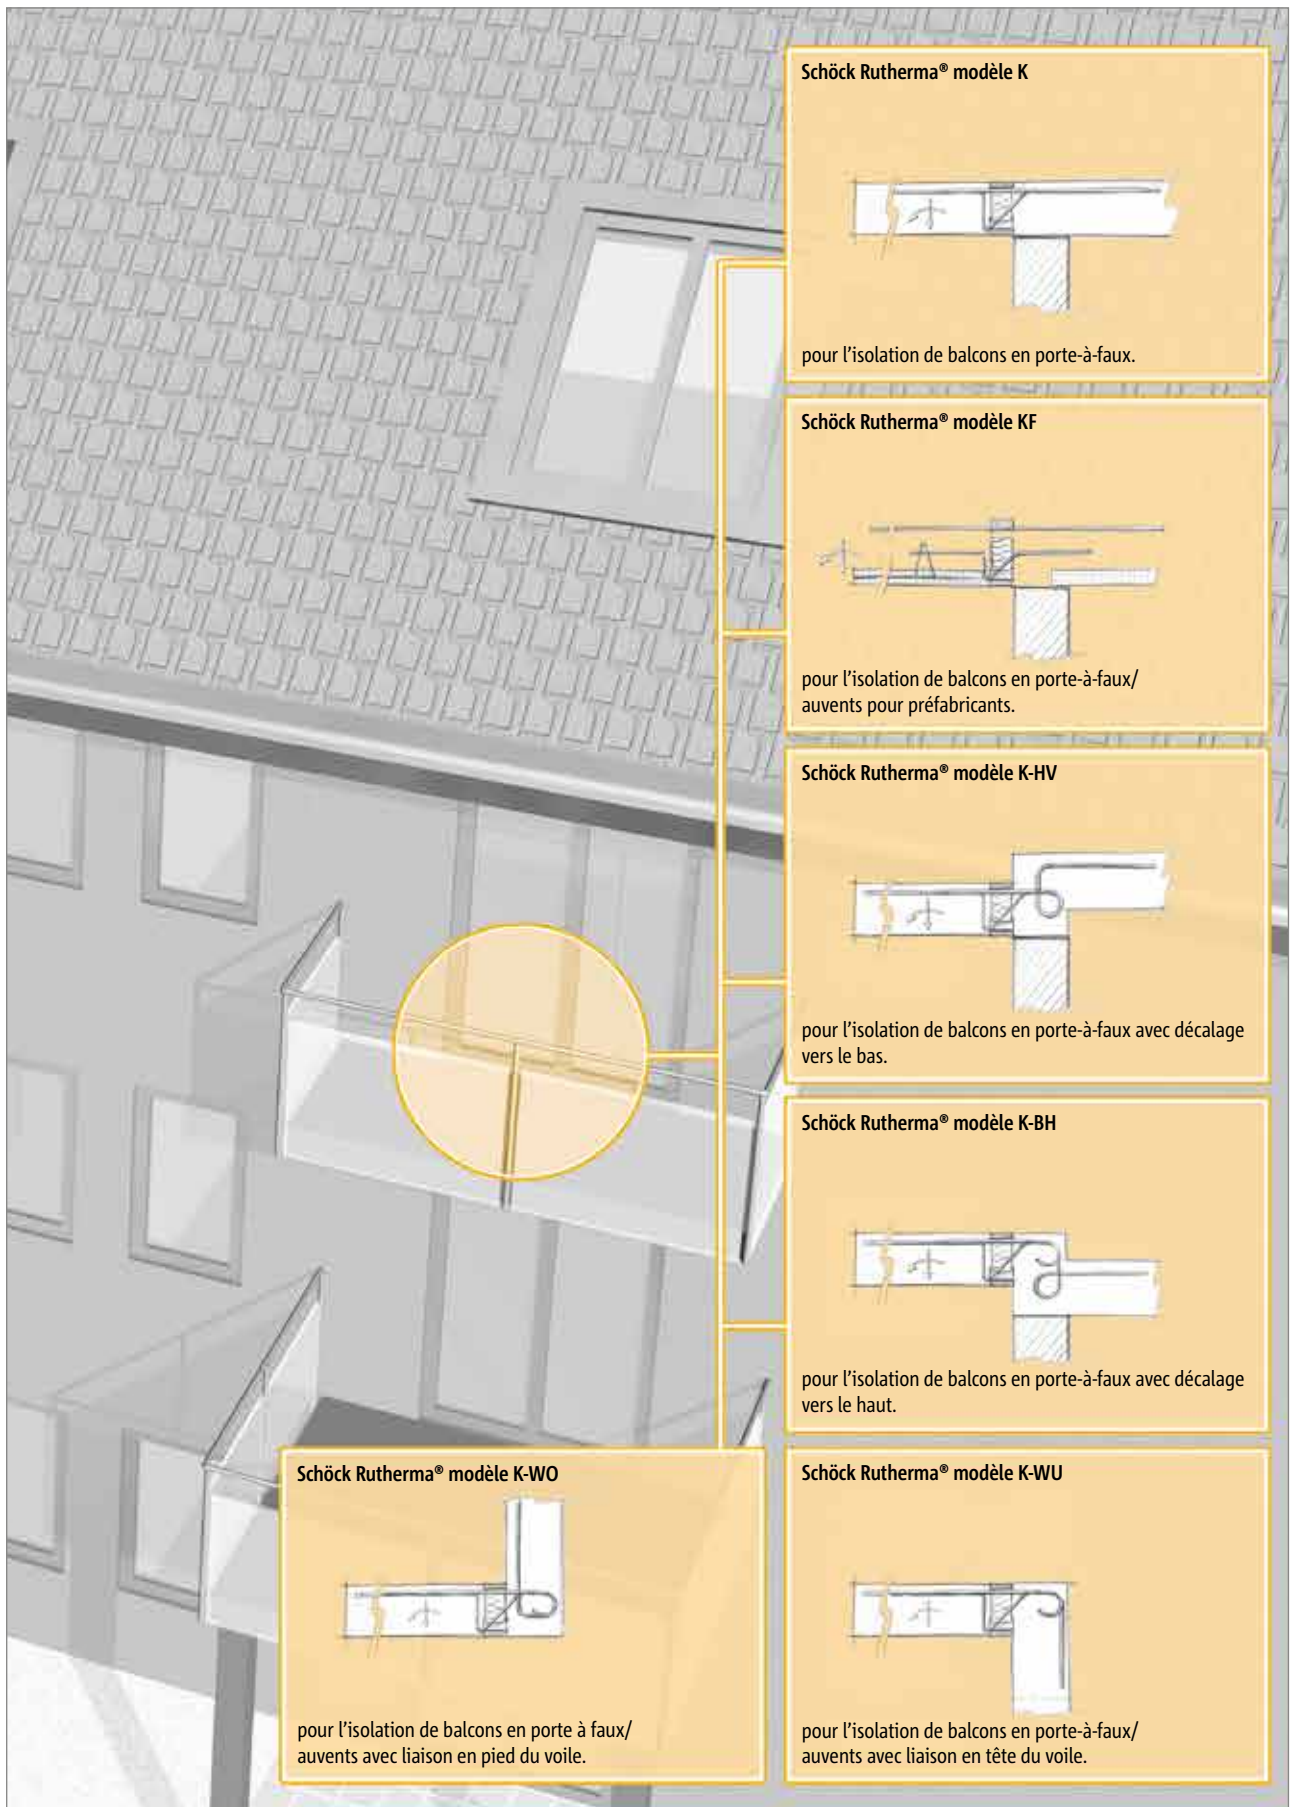 Schöck Rutherma® modèle K
pour l'isolation de balcons en porte-à-faux.
Schöck Rutherma® modèle KF
pour l'isolation de balcons en porte-à-faux/
auvents pour préfabricants.
Schöck Rutherma® modèle K-HV
pour l'isolation de balcons en porte-à-faux avec décalage
vers le bas.
Schöck Rutherma® modèle K-BH
pour l'isolation de balcons en porte-à-faux avec décalage
vers le haut.
Schöck Rutherma® modèle K-WO
pour l'isolation de balcons en porte à faux/
auvents avec liaison en pied du voile.
Schöck Rutherma® modèle K-WU
pour l'isolation de balcons en porte-à-faux/
auvents avec liaison en tête du voile.